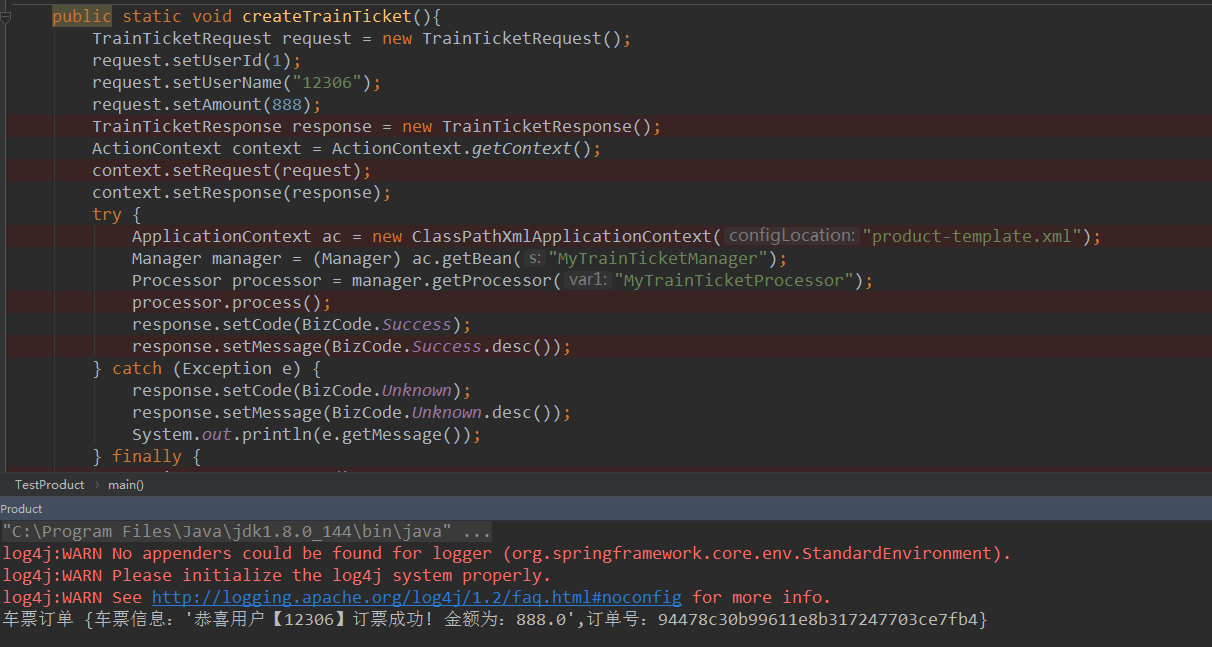 public static void createTrainTicket(){
TrainTicketRequest request = new TrainTicketRequest();
request.setUserId(1);
request.setUserName("12306");
request.setAmount(888);
TrainTicketResponse response = new TrainTicketResponse();
ActionContext context = ActionContext.getContext();
context.setRequest(request);
context.setResponse(response);
try {
ApplicationContext ac = new ClassPathXmlApplicationContext( configLocation: "product-template.xml");
Manager manager = (Manager) ac.getBean( s: "MyTrainTicketManager");
Processor processor = manager.getProcessor( var1: "MyTrainTicketProcessor");
processor.process();
response.setCode(BizCode.Success);
response.setMessage(BizCode.Success.desc());
} catch (Exception e) {
response.setCode(BizCode.Unknown);
response.setMessage(BizCode.Unknown.desc());
System.out.println(e.getMessage());
} finally {
TestProduct › main()
Product
"C:\Program Files\Java\jdk1.8.0_144\bin\java" ...
log4j:WARN No appenders could be found for logger (org.springframework.core.env.StandardEnvironment).
log4j:WARN Please initialize the log4j system properly.
log4j:WARN See http://logging.apache.org/log4j/1.2/faq.html#noconfig for more info.
车票订单 {车票信息：'恭喜用户【12306】订票成功! 金额为：888.0',订单号：94478c30b99611e8b317247703ce7fb4}